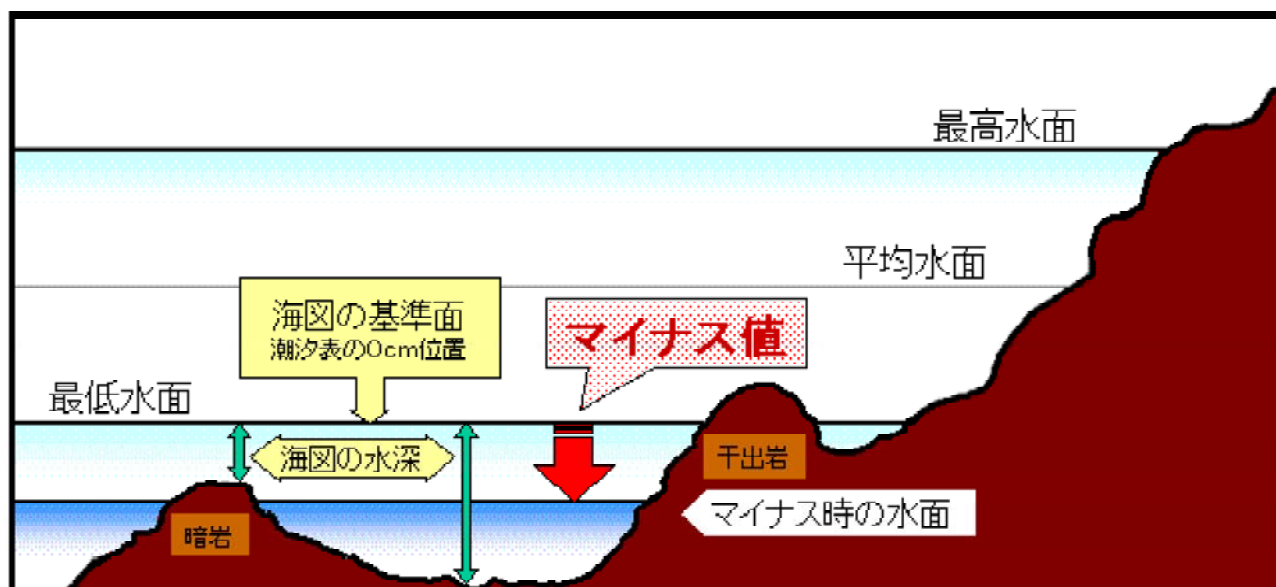 最高水面
平均水面
海図の基準面
潮汐表の0cm位置
マイナス値
最低水面
海図の水深
干出岩
マイナス時の水面
暗岩